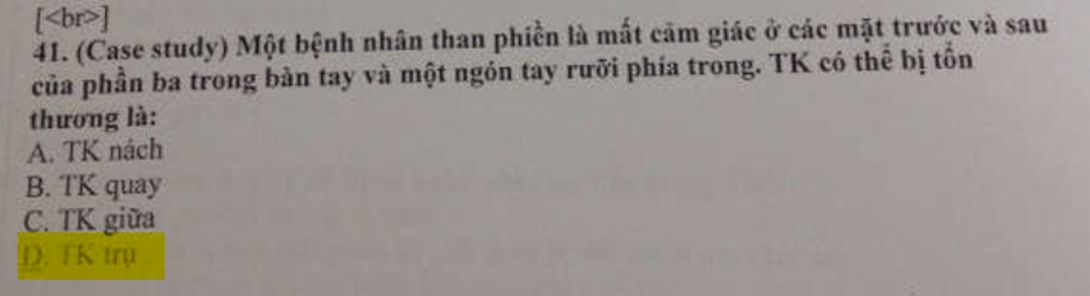 [<br>]
41. (Case study) Một bệnh nhân than phiền là mất cảm giác ở các mặt trước và sau
của phần ba trong bàn tay và một ngón tay rưỡi phía trong. TK có thể bị tổn
thương là:
A. TK nách
B. TK quay
C. TK giữa
D. TK trụ